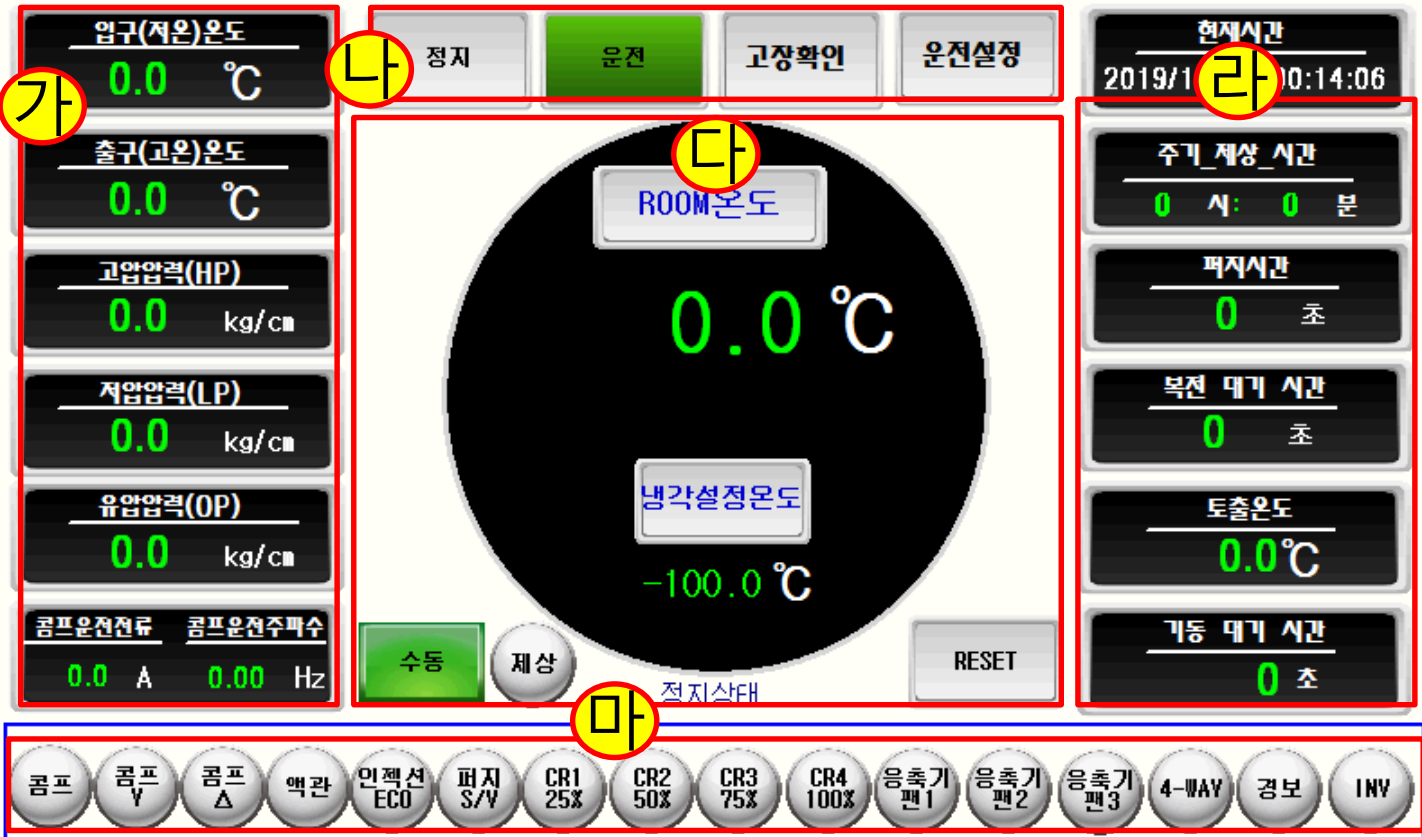 가
입구(저온)온도
0.0 ℃
출구(고온)온도
0.0 ℃
고압압력(HP)
0.0 kg/cm
저압압력(LP)
0.0 kg/cm
유압압력(OP)
0.0 kg/cm
콤프운전전류 콤프운전주파수
0.0 A 0.00 Hz
나
정지 운전 고장확인 운전설정
다
ROOM온도
0.0 ℃
냉각설정온도
-100.0 ℃
수동 제상 RESET
정지상태
현재시간
라
2019/1 00:14:06
주기_제상_시간
0 시: 0 분
퍼지시간
0 초
복전 대기 시간
0 초
토출온도
0.0℃
기동 대기 시간
0 초
마
콤프
콤프
Y
콤프
△
액관
인젝션
ECO
퍼지
S/V
CR1
25%
CR2
50%
CR3
75%
CR4
100%
응축기
팬1
응축기
팬2
응축기
팬3
4-WAY
경보
INV